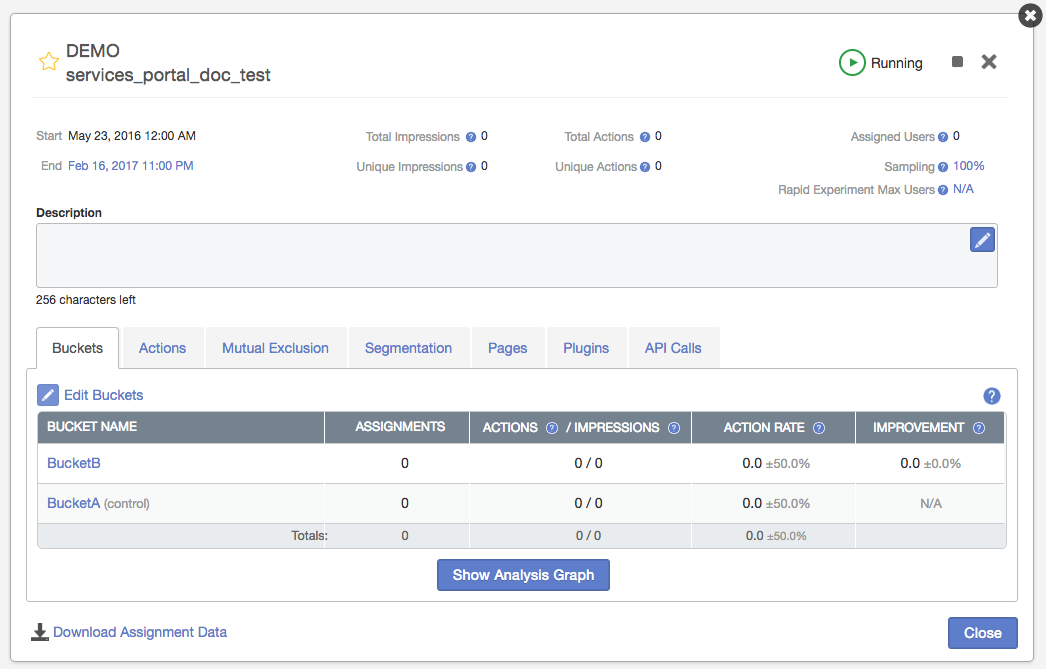 DEMO
services_portal_doc_test
Running
Start May 23, 2016 12:00 AM
Total Impressions ? 0
Total Actions ? 0
Assigned Users ? 0
End Feb 16, 2017 11:00 PM
Unique Impressions ? 0
Unique Actions ? 0
Sampling ? 100%
Rapid Experiment Max Users ? N/A
Description
256 characters left
Buckets Actions Mutual Exclusion Segmentation Pages Plugins API Calls
Edit Buckets ?
BUCKET NAME ASSIGNMENTS ACTIONS ? / IMPRESSIONS ? ACTION RATE ? IMPROVEMENT ?
BucketB 0 0 / 0 0.0 ±50.0% 0.0 ±0.0%
BucketA (control) 0 0 / 0 0.0 ±50.0% N/A
Totals: 0 0 / 0 0.0 ±50.0%
Show Analysis Graph
Download Assignment Data
Close